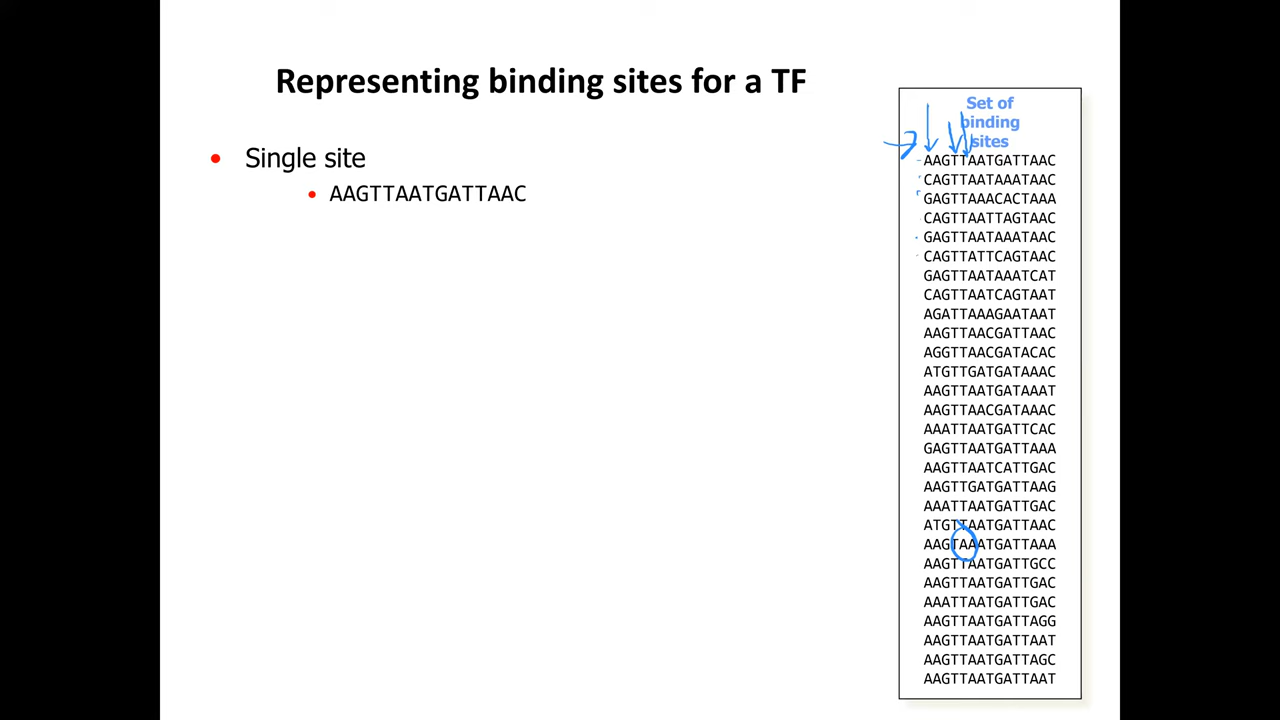 Representing binding sites for a TF
Single site
AAGTTAATGATTAAC
Set of
binding
sites
AAGTTAATGATTAAC
CAGTTAATAAATAAC
GAGTTAAACACTAAA
CAGTTAATTAGTAAC
GAGTTAATAAATAAC
CAGTTATTCAGTAAC
GAGTTAATAAATCAT
CAGTTAATCAGTAAT
AGATTAAAGAATAAT
AAGTTAACGATTAAC
AGGTTAACGATACAC
ATGTTGATGATAAAC
AAGTTAATGATAAAT
AAGTTAACGATAAAC
AAATTAATGATTCAC
GAGTTAATGATTAAA
AAGTTAATCATTGAC
AAGTTGATGATTAAG
AAATTAATGATTGAC
ATGTTAATGATTAAC
AAGTAAATGATTAAA
AAGTTAATGATTGCC
AAGTTAATGATTGAC
AAATTAATGATTGAC
AAGTTAATGATTAGG
AAGTTAATGATTAAT
AAGTTAATGATTAGC
AAGTTAATGATTAAT